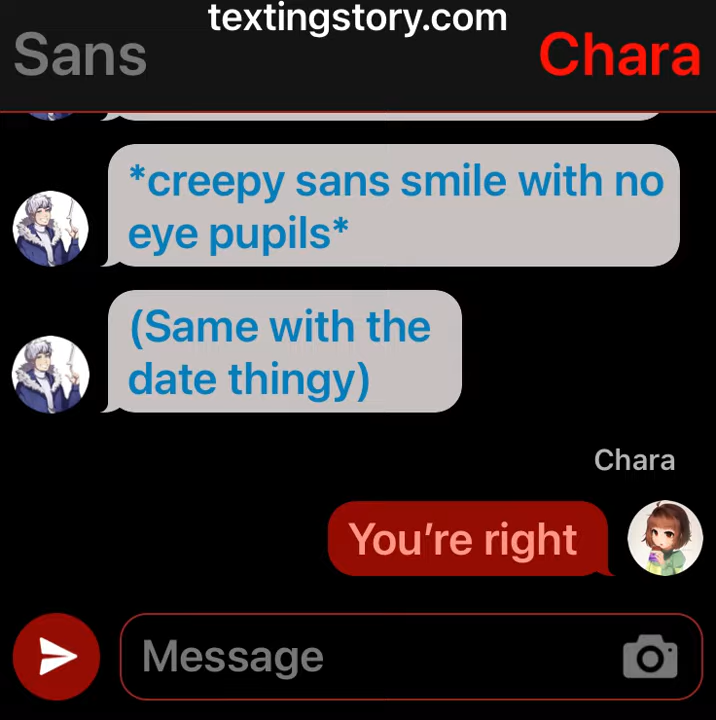 textingstory.com
Sans
Chara
*creepy sans smile with no
eye pupils*
(Same with the
date thingy)
Chara
You’re right
Message